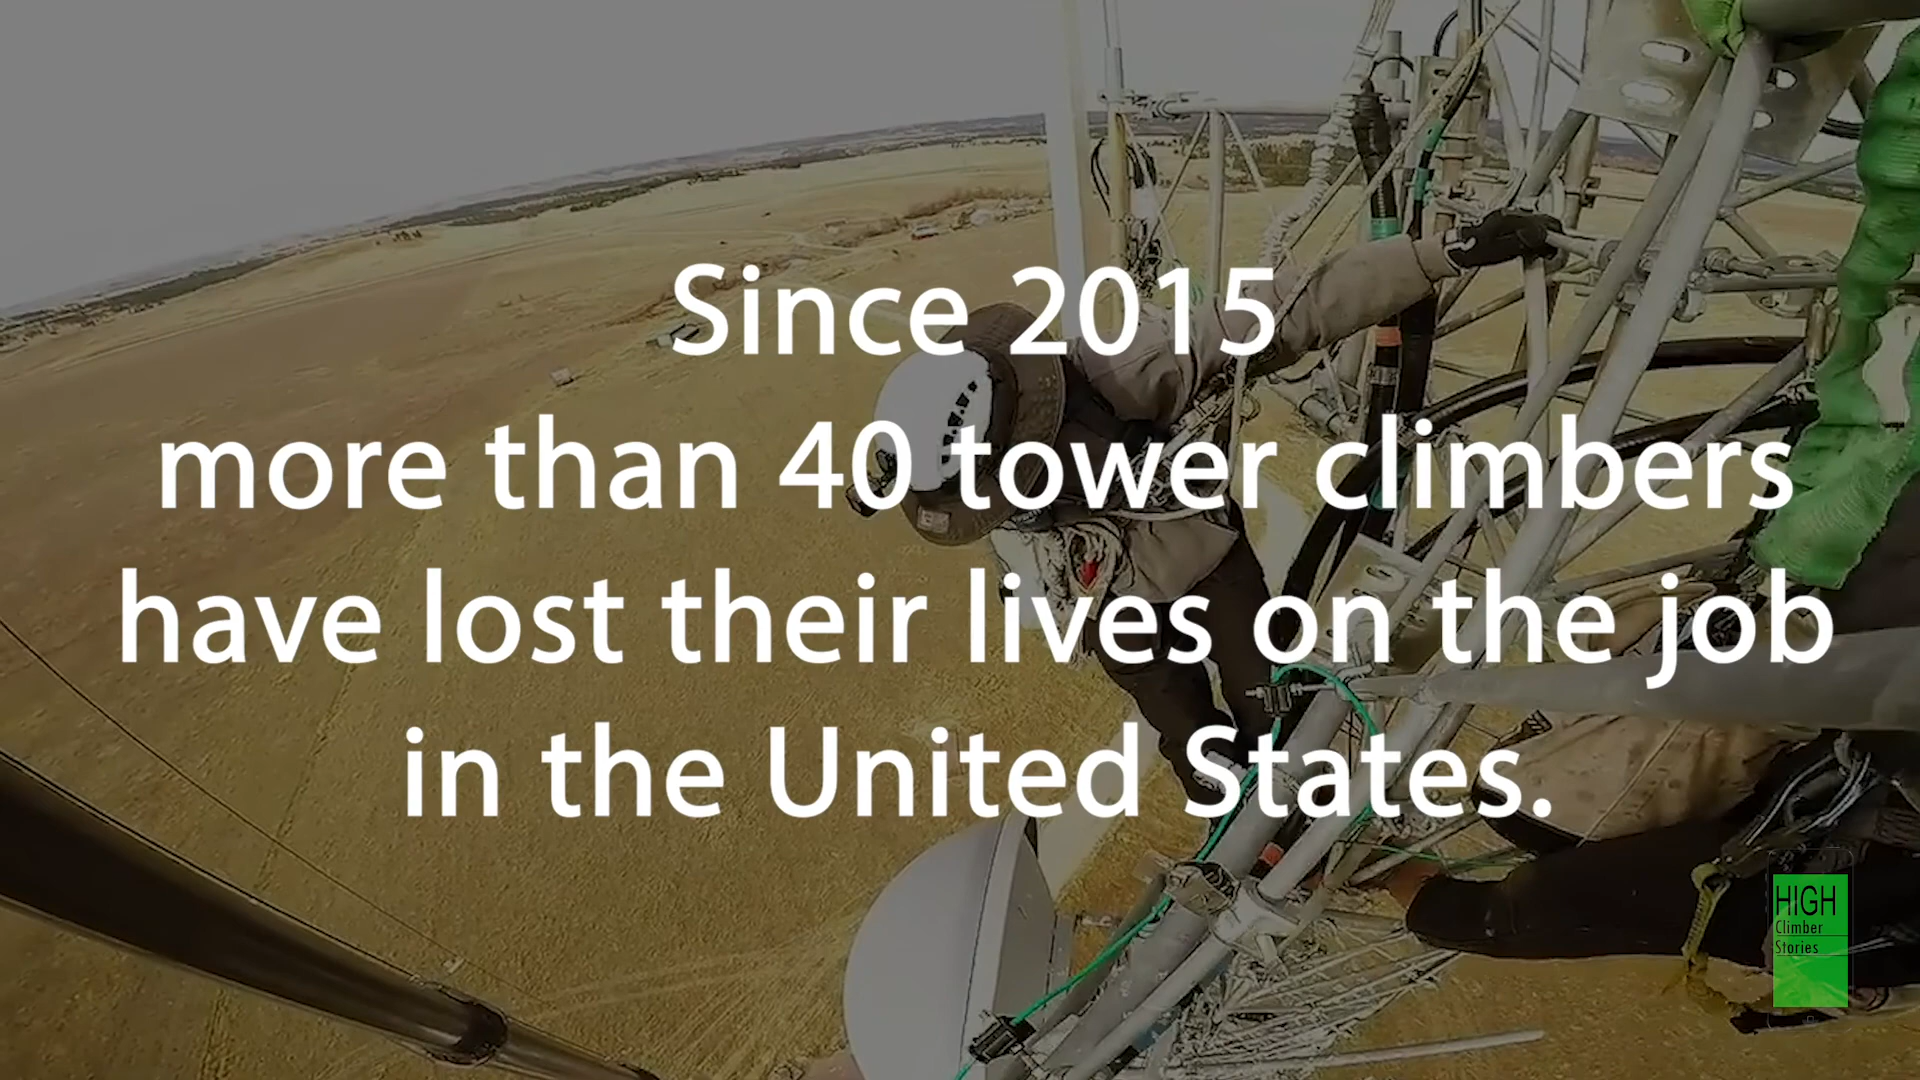 Since 2015
more than 40 tower climbers
have lost their lives on the job
in the United States.
HIGH
Climber
Stories